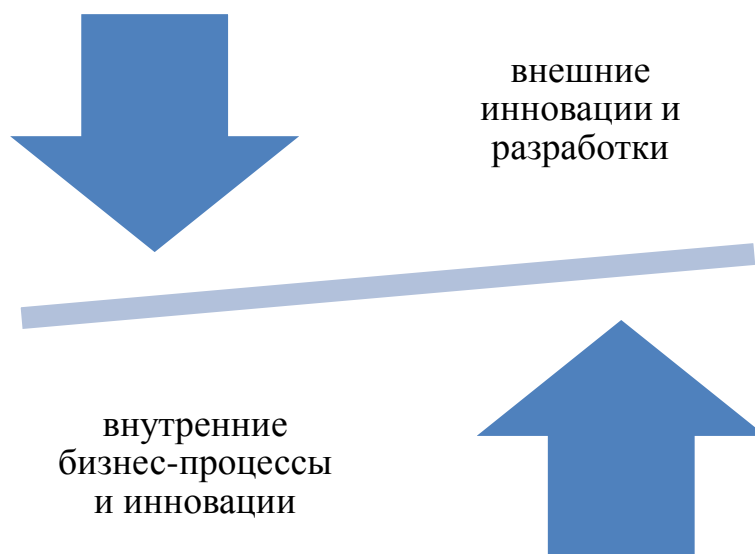 внешние
инновации и
разработки
внутренние
бизнес-процессы
и инновации